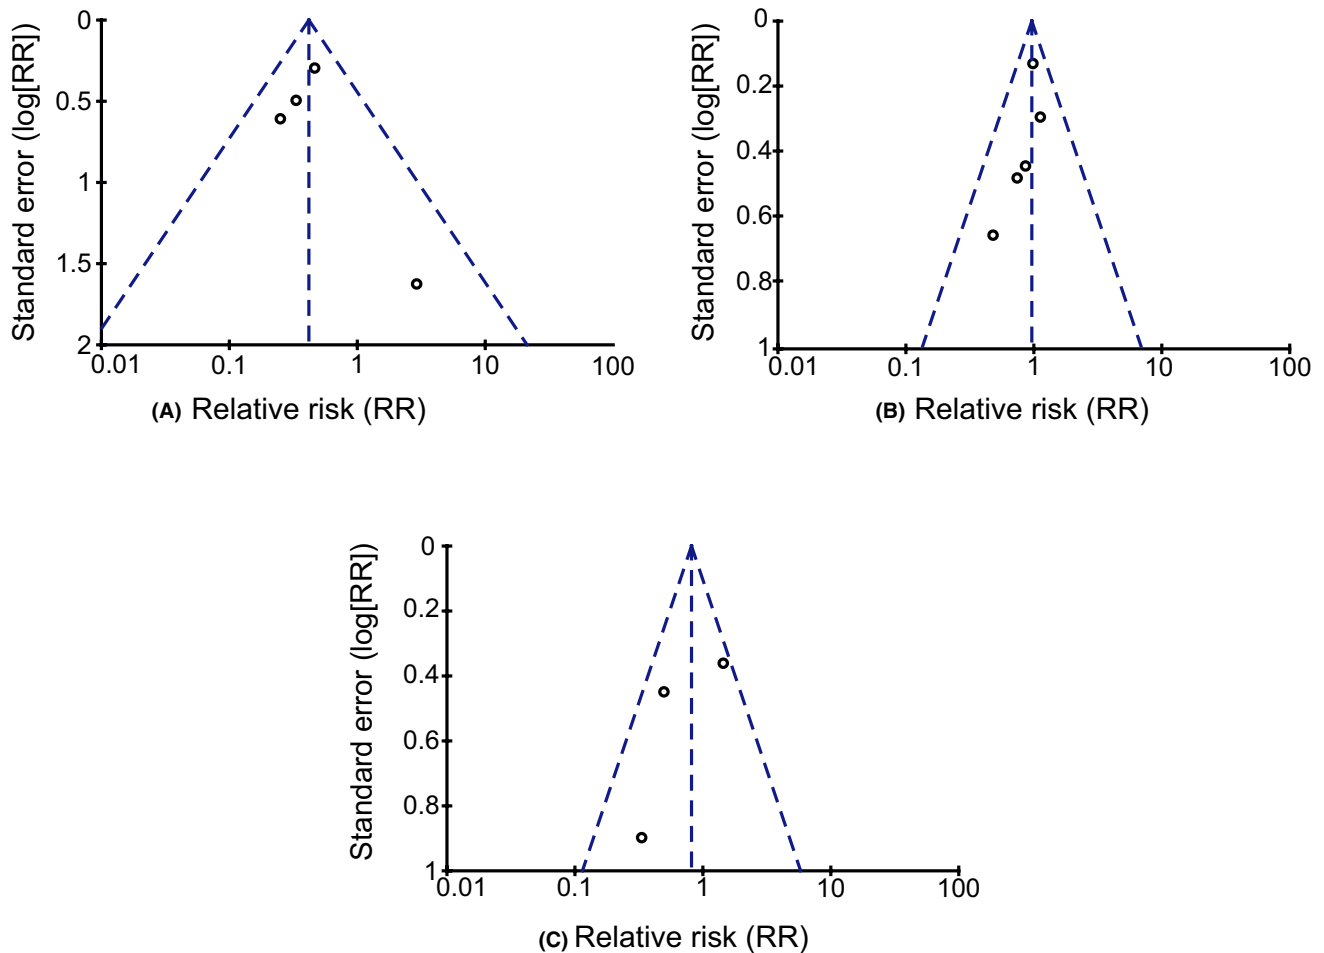 Standard error (log[RR])
0
0.5
1
1.5
2
0.01 0.1 1 10 100
(A) Relative risk (RR)
Standard error (log[RR])
0
0.2
0.4
0.6
0.8
1
0.01 0.1 1 10 100
(B) Relative risk (RR)
Standard error (log[RR])
0
0.2
0.4
0.6
0.8
1
0.01 0.1 1 10 100
(C) Relative risk (RR)